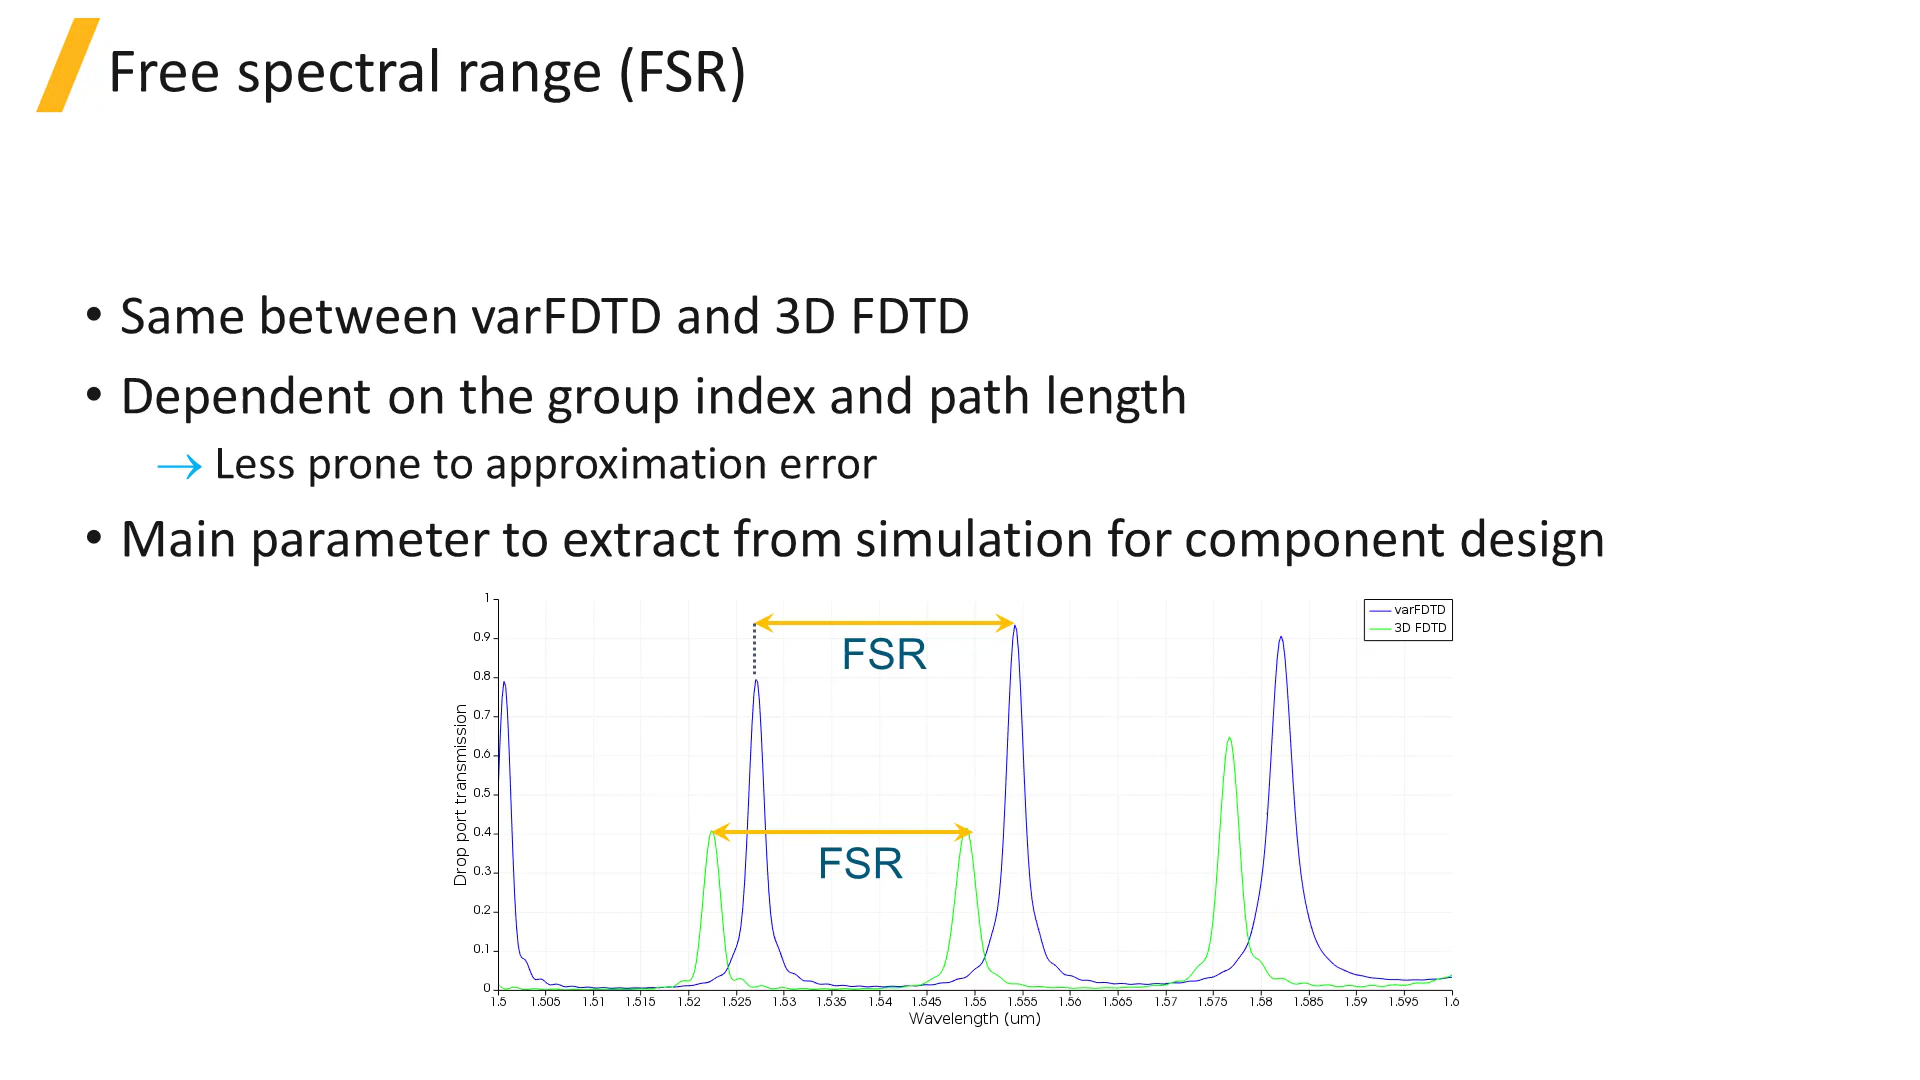 Free spectral range (FSR)
• Same between varFDTD and 3D FDTD
• Dependent on the group index and path length
→ Less prone to approximation error
• Main parameter to extract from simulation for component design
1
0.9
0.8
0.7
0.6
0.5
0.4
0.3
0.2
0.1
0
Drop port transmission
FSR
FSR
varFDTD
3D FDTD
1.5 1.505 1.51 1.515 1.52 1.525 1.53 1.535 1.54 1.545 1.55 1.555 1.56 1.565 1.57 1.575 1.58 1.585 1.59 1.595 1.6
Wavelength (um)